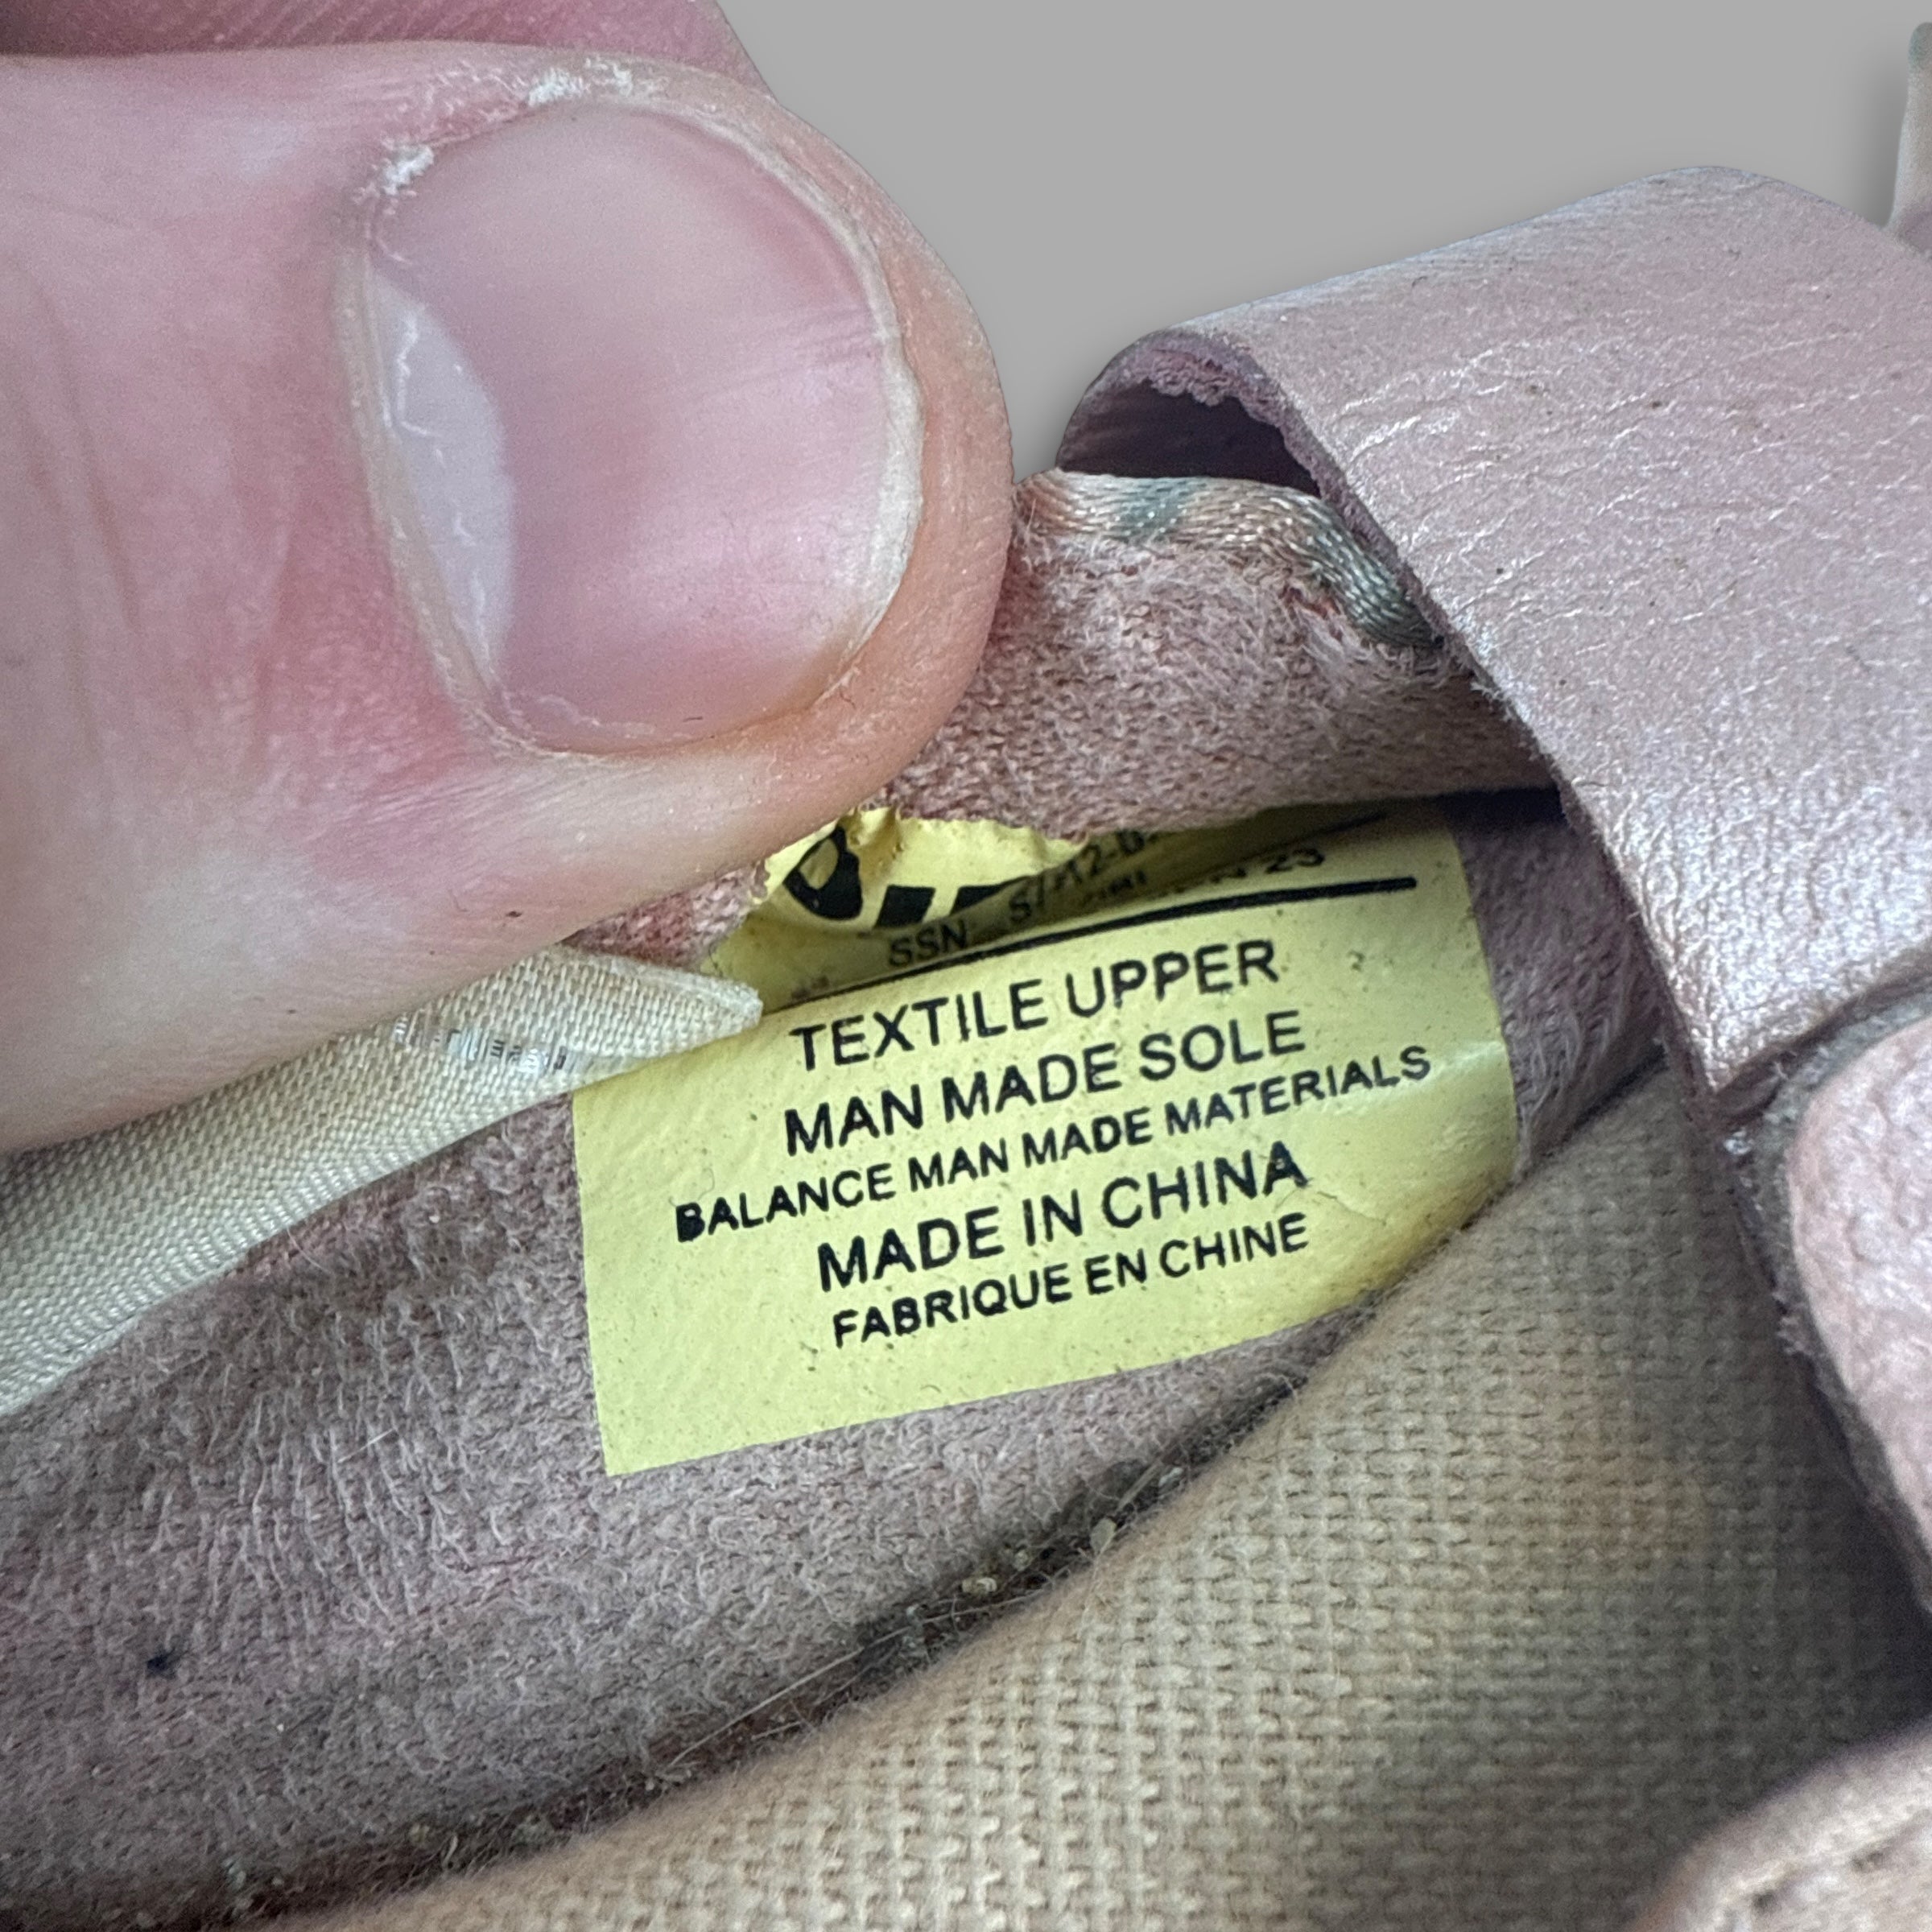 SSN
TEXTILE UPPER
MAN MADE SOLE
BALANCE MAN MADE MATERIALS
MADE IN CHINA
FABRIQUE EN CHINE